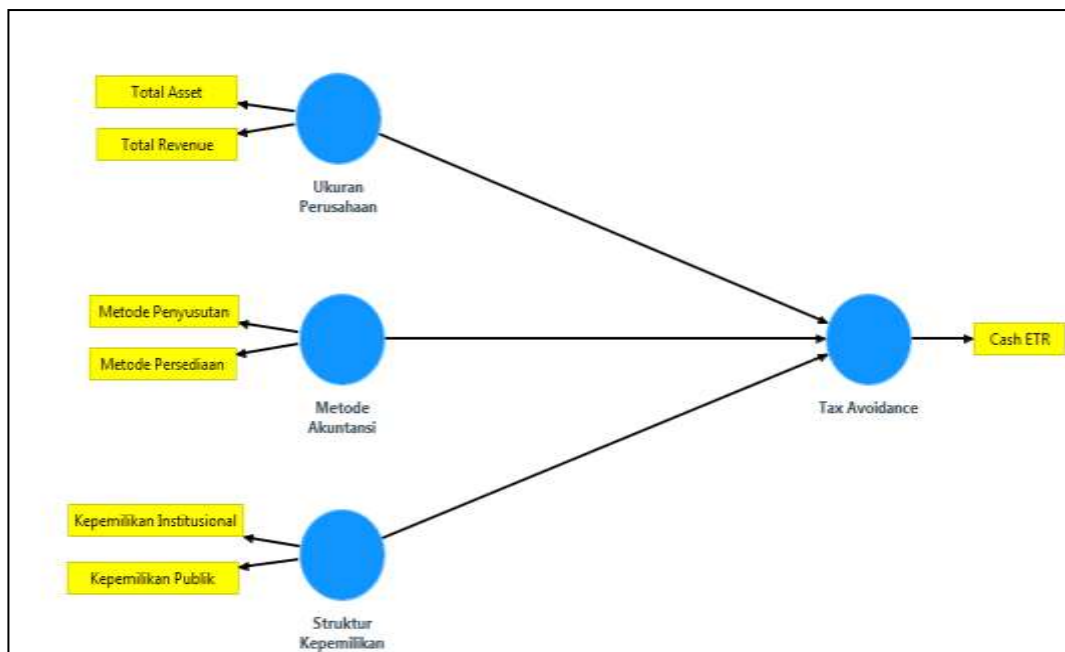 Total Asset
Total Revenue
Ukuran
Perusahaan
Metode Penyusutan
Metode Persediaan
Metode
Akuntansi
Kepemilikan Institusional
Kepemilikan Publik
Struktur
Kepemilikan
Tax Avoidance
Cash ETR